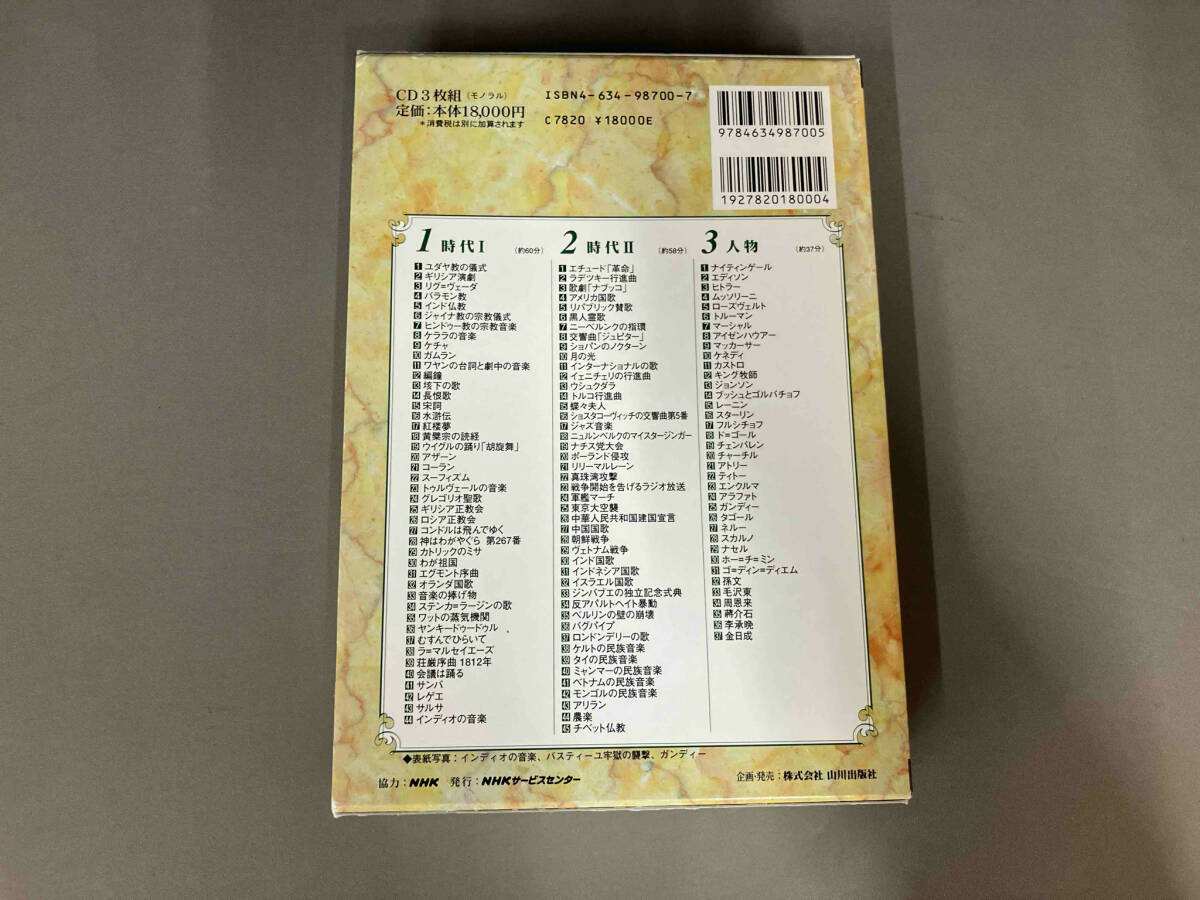 CD3枚組（モノラル）
定価：本体18,000円
＊消費税は別に加算されます
ISBN4-634-98700-7
C7820 ¥18000E
9784634987005
1927820180004
1 時代Ⅰ （約60分）
1 ユダヤ教の儀式
2 ギリシア演劇
3 リグ=ヴェーダ
4 バラモン教
5 インド仏教
6 ジャイナ教の宗教儀式
7 ヒンドゥー教の宗教音楽
8 ケララの音楽
9 ケチャ
10 ガムラン
11 ワヤンの台詞と劇中の音楽
12 編鐘
13 垓下の歌
14 長恨歌
15 宋詞
16 水滸伝
17 紅楼夢
18 黄檗宗の読経
19 ウイグルの踊り「胡旋舞」
20 アザーン
21 コーラン
22 スーフィズム
23 トゥルヴェールの音楽
24 グレゴリオ聖歌
25 ギリシア正教会
26 ロシア正教会
27 コンドルは飛んでゆく
28 神はわがやぐら 第267番
29 カトリックのミサ
30 わが祖国
31 エグモント序曲
32 オランダ国歌
33 音楽の捧げ物
34 ステンカ=ラージンの歌
35 ワットの蒸気機関
36 ヤンキードゥードゥル
37 むすんでひらいて
38 ラ=マルセイエーズ
39 荘厳序曲 1812年
40 会議は踊る
41 サンバ
42 レゲエ
43 サルサ
44 インディオの音楽
2 時代Ⅱ （約58分）
1 エチュード「革命」
2 ラデツキー行進曲
3 歌劇「ナブッコ」
4 アメリカ国歌
5 リパブリック賛歌
6 黒人霊歌
7 ニーベルンクの指環
8 交響曲「ジュピター」
9 ショパンのノクターン
10 月の光
11 インターナショナルの歌
12 イェニチェリの行進曲
13 ウシュクダラ
14 トルコ行進曲
15 蝶々夫人
16 ショスタコーヴィッチの交響曲第5番
17 ジャズ音楽
18 ニュルンベルクのマイスタージンガー
19 ナチス党大会
20 ポーランド侵攻
21 リリーマルレーン
22 真珠湾攻撃
23 戦争開始を告げるラジオ放送
24 軍艦マーチ
25 東京大空襲
26 中華人民共和国建国宣言
27 中国国歌
28 朝鮮戦争
29 ヴェトナム戦争
30 インド国歌
31 インドネシア国歌
32 イスラエル国歌
33 ジンバブエの独立記念式典
34 反アパルトヘイト暴動
35 ベルリンの壁の崩壊
36 バグパイプ
37 ロンドンデリーの歌
38 ケルトの民族音楽
39 タイの民族音楽
40 ミャンマーの民族音楽
41 ベトナムの民族音楽
42 モンゴルの民族音楽
43 アリラン
44 農楽
45 チベット仏教
3 人物 （約37分）
1 ナイティンゲール
2 エディソン
3 ヒトラー
4 ムッソリーニ
5 ローズヴェルト
6 トルーマン
7 マーシャル
8 アイゼンハウアー
9 マッカーサー
10 ケネディ
11 カストロ
12 キング牧師
13 ジョンソン
14 ブッシュとゴルバチョフ
15 レーニン
16 スターリン
17 フルシチョフ
18 ド=ゴール
19 チェンバレン
20 チャーチル
21 アトリー
22 ティトー
23 エンクルマ
24 アラファト
25 ガンディー
26 タゴール
27 ネルー
28 スカルノ
29 ナセル
30 ホー=チ=ミン
31 ゴ=ディン=ディエム
32 孫文
33 毛沢東
34 周恩来
35 蔣介石
36 李承晩
37 金日成
◆表紙写真：インディオの音楽、バスティーユ牢獄の襲撃、ガンディー
協力：NHK 発行：NHKサービスセンター
企画・発売：株式会社 山川出版社